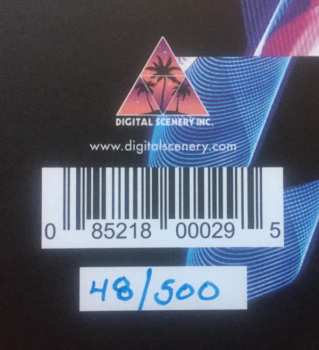 DIGITAL SCENERY INC.
www.digitalscenery.com
0 85218 00029 5
48/500